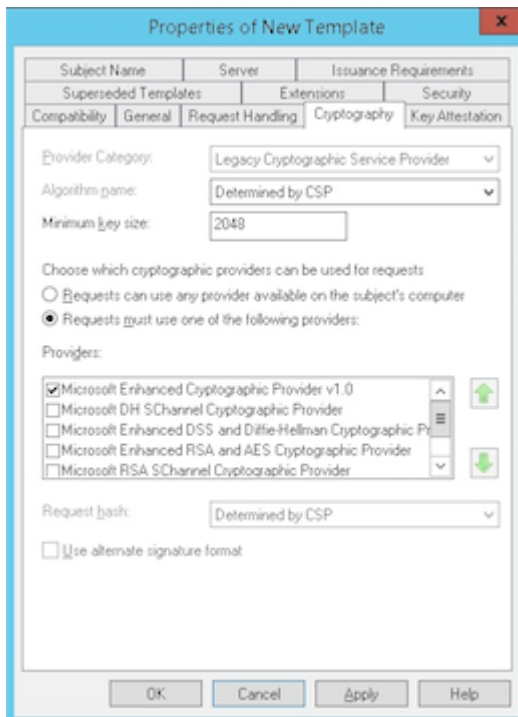 Properties of New Template
x
Subject Name Server Issuance Requirements
Superseded Templates Extensions Security
Compatibility General Request Handling Cryptography Key Attestation
Provider Category: Legacy Cryptographic Service Provider
Algorithm name: Determined by CSP
Minimum key size: 2048
Choose which cryptographic providers can be used for requests
Requests can use any provider available on the subject's computer
Requests must use one of the following providers:
Providers:
Microsoft Enhanced Cryptographic Provider v1.0
Microsoft DH SChannel Cryptographic Provider
Microsoft Enhanced DSS and Diffie-Hellman Cryptographic Pr
Microsoft Enhanced RSA and AES Cryptographic Provider
Microsoft RSA SChannel Cryptographic Provider
Request hash: Determined by CSP
Use alternate signature format
OK Cancel Apply Help